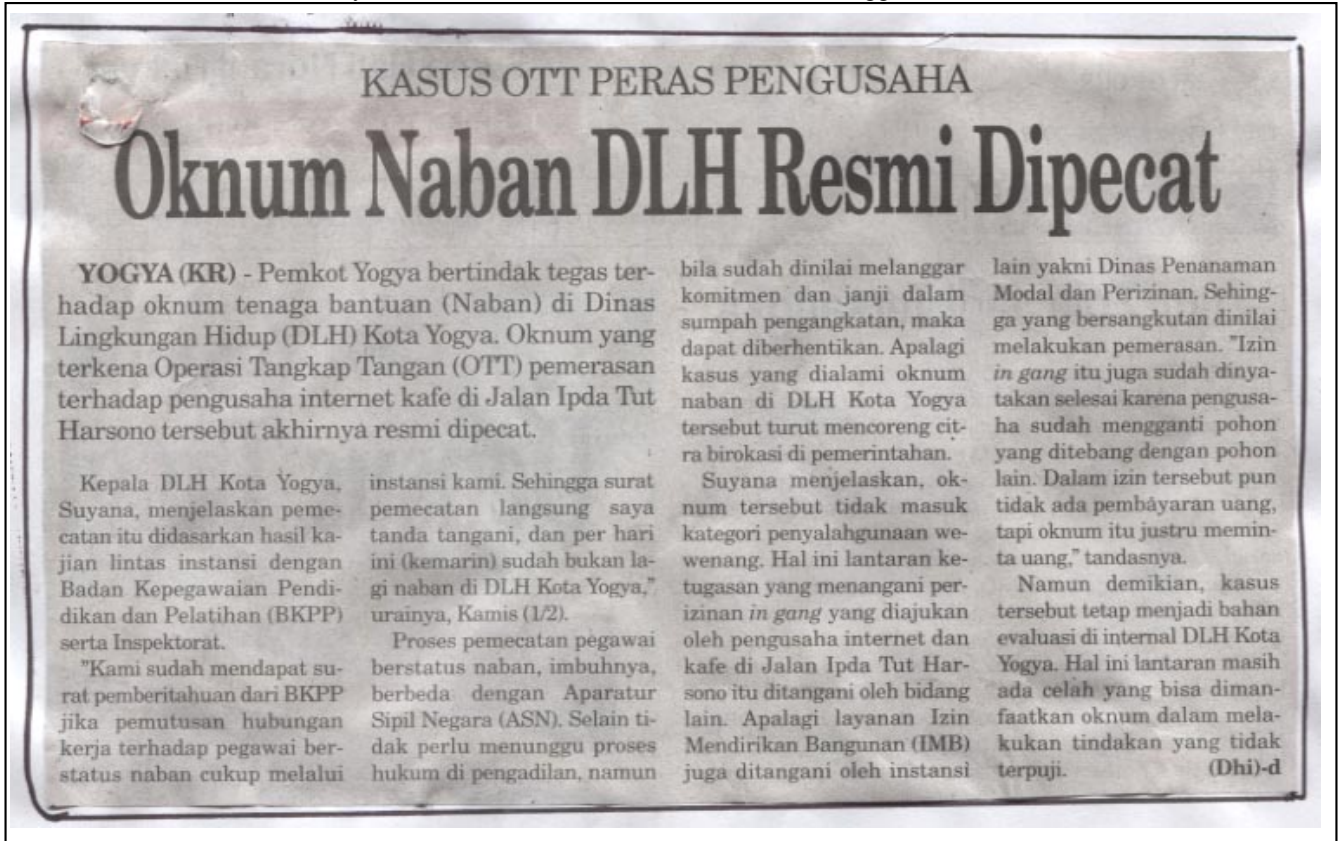 KASUS OTT PERAS PENGUSAHA
Oknum Naban DLH Resmi Dipecat
YOGYA (KR) - Pemkot Yogya bertindak tegas ter-
hadap oknum tenaga bantuan (Naban) di Dinas
Lingkungan Hidup (DLH) Kota Yogya. Oknum yang
terkena Operasi Tangkap Tangan (OTT) pemerasan
terhadap pengusaha internet kafe di Jalan Ipda Tut
Harsono tersebut akhirnya resmi dipecat.
Kepala DLH Kota Yogya,
Suyana, menjelaskan peme-
catan itu didasarkan hasil ka-
jian lintas instansi dengan
Badan Kepegawaian Pendi-
dikan dan Pelatihan (BKPP)
serta Inspektorat.
"Kami sudah mendapat su-
rat pemberitahuan dari BKPP
jika pemutusan hubungan
kerja terhadap pegawai ber-
status naban cukup melalui
instansi kami. Sehingga surat
pemecatan langsung saya
tanda tangani, dan per hari
ini (kemarin) sudah bukan la-
gi naban di DLH Kota Yogya,"
urainya, Kamis (1/2).
Proses pemecatan pegawai
berstatus naban, imbuhnya,
berbeda dengan Aparatur
Sipil Negara (ASN). Selain ti-
dak perlu menunggu proses
hukum di pengadilan, namun
bila sudah dinilai melanggar
komitmen dan janji dalam
sumpah pengangkatan, maka
dapat diberhentikan. Apalagi
kasus yang dialami oknum
naban di DLH Kota Yogya
tersebut turut mencoreng cit-
ra birokasi di pemerintahan.
Suyana menjelaskan, ok-
num tersebut tidak masuk
kategori penyalahgunaan we-
wenang. Hal ini lantaran ke-
tugasan yang menangani per-
izinan in gang yang diajukan
oleh pengusaha internet dan
kafe di Jalan Ipda Tut Har-
sono itu ditangani oleh bidang
lain. Apalagi layanan Izin
Mendirikan Bangunan (IMB)
juga ditangani oleh instansi
lain yakni Dinas Penanaman
Modal dan Perizinan. Sehing-
ga yang bersangkutan dinilai
melakukan pemerasan. "Izin
in gang itu juga sudah dinya-
takan selesai karena pengusa-
ha sudah mengganti pohon
yang ditebang dengan pohon
lain. Dalam izin tersebut pun
tidak ada pembayaran uang,
tapi oknum itu justru memin-
ta uang," tandasnya.
Namun demikian, kasus
tersebut tetap menjadi bahan
evaluasi di internal DLH Kota
Yogya. Hal ini lantaran masih
ada celah yang bisa diman-
faatkan oknum dalam mela-
kukan tindakan yang tidak
terpuji. (Dhi)-d